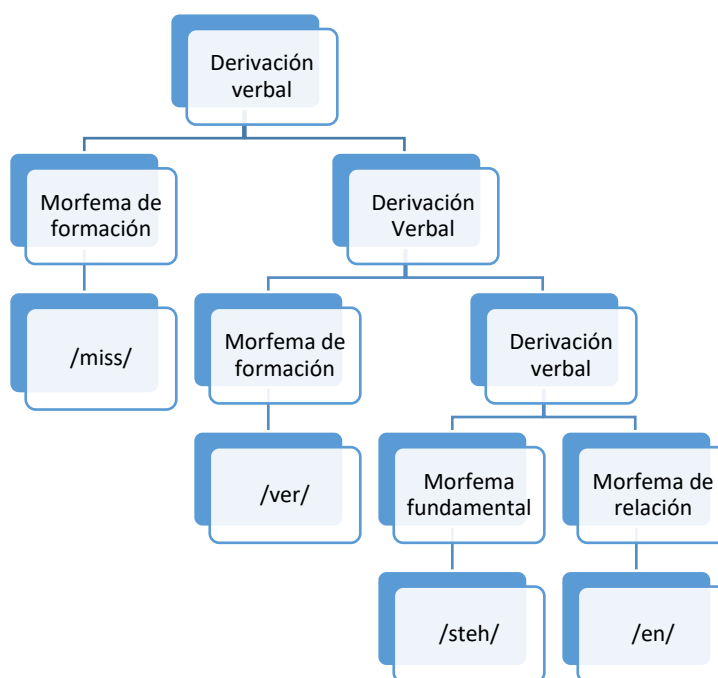 Derivación
verbal
Morfema de
formación
Derivación
Verbal
/miss/
Morfema de
formación
Derivación
verbal
/ver/
Morfema
fundamental
Morfema de
relación
/steh/
/en/